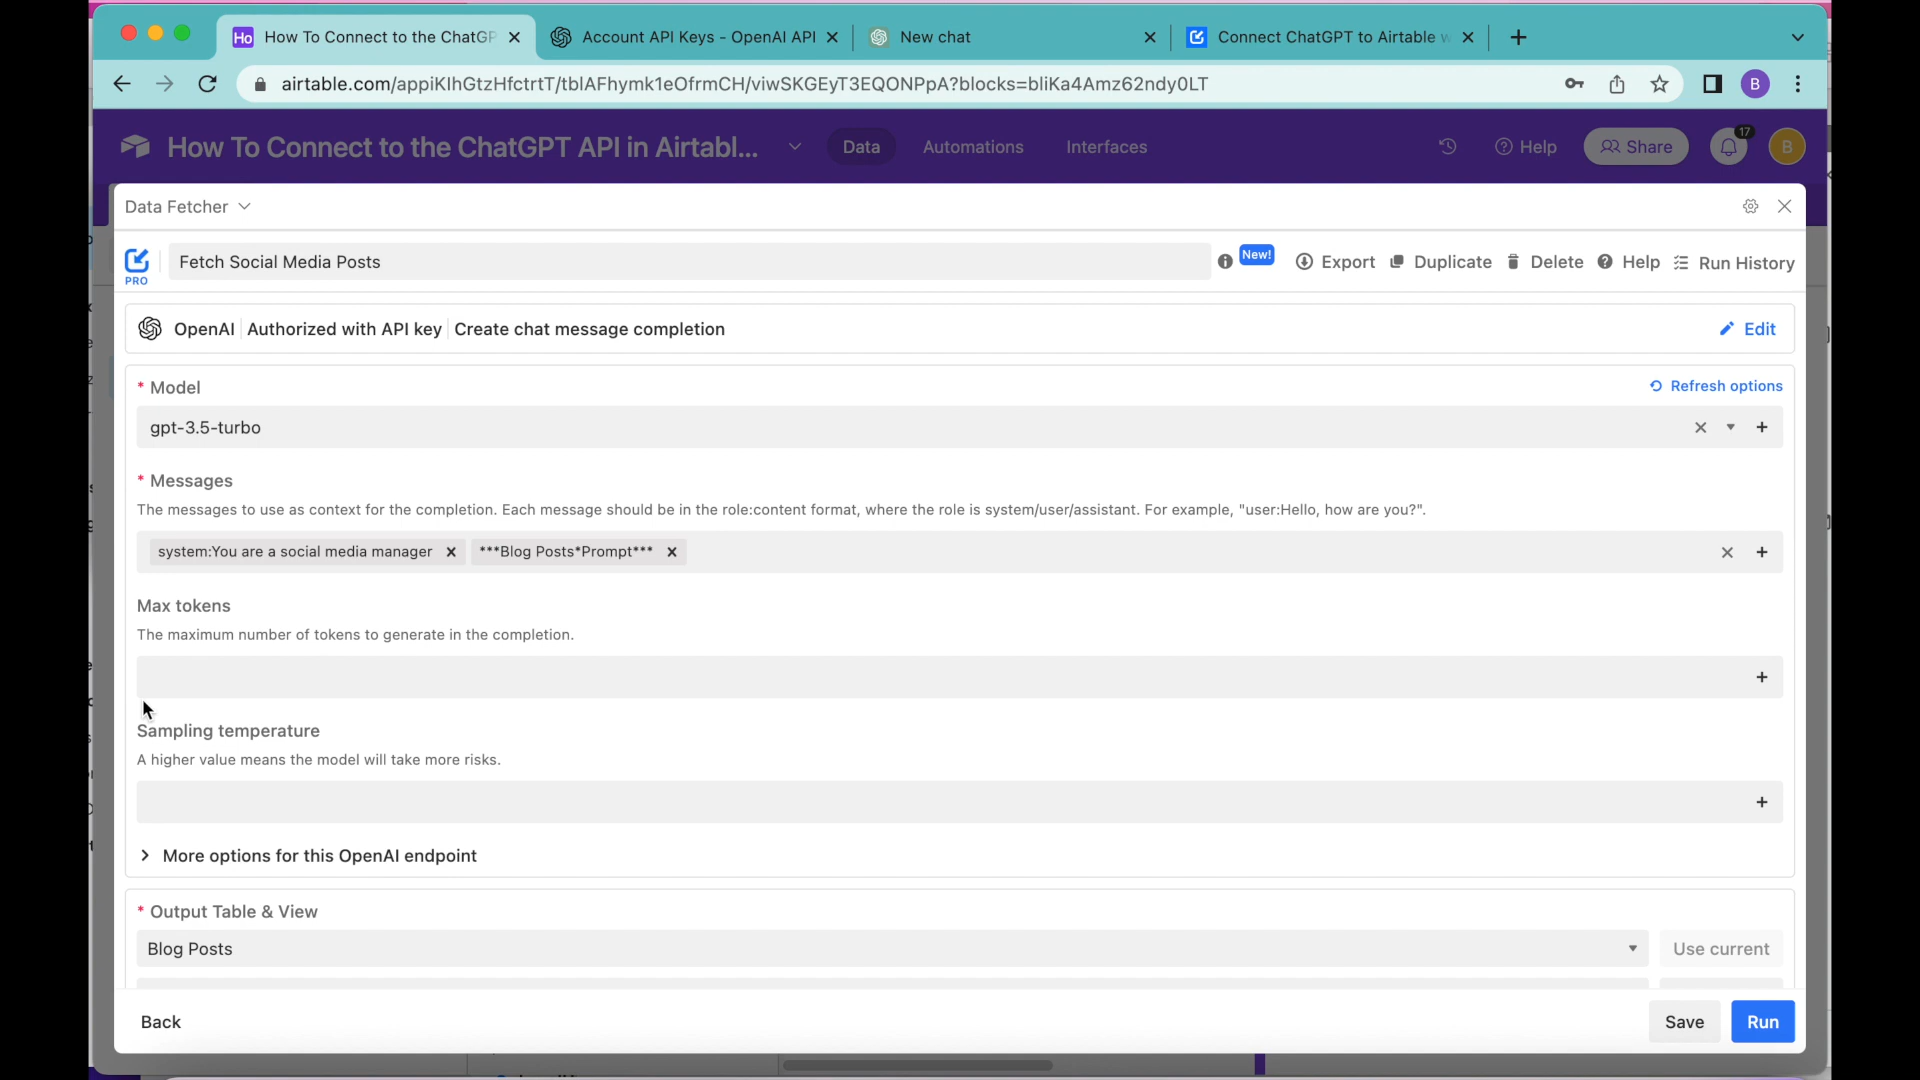 Ho How To Connect to the ChatGP
Account API Keys - OpenAI API
New chat
Connect ChatGPT to Airtable w
airtable.com/appiKIhGtzHfctrtT/tblAFhymk1eOfrmCH/viwSKGEyT3EQONPpA?blocks=bliKa4Amz62ndy0LT
B
How To Connect to the ChatGPT API in Airtabl...
Data
Automations
Interfaces
Help
Share
17
B
Data Fetcher
PRO
Fetch Social Media Posts
New!
Export
Duplicate
Delete
Help
Run History
OpenAI
Authorized with API key
Create chat message completion
Edit
* Model
Refresh options
gpt-3.5-turbo
* Messages
The messages to use as context for the completion. Each message should be in the role:content format, where the role is system/user/assistant. For example, "user:Hello, how are you?".
system:You are a social media manager
***Blog Posts*Prompt***
Max tokens
The maximum number of tokens to generate in the completion.
Sampling temperature
A higher value means the model will take more risks.
More options for this OpenAI endpoint
* Output Table & View
Blog Posts
Use current
Back
Save
Run